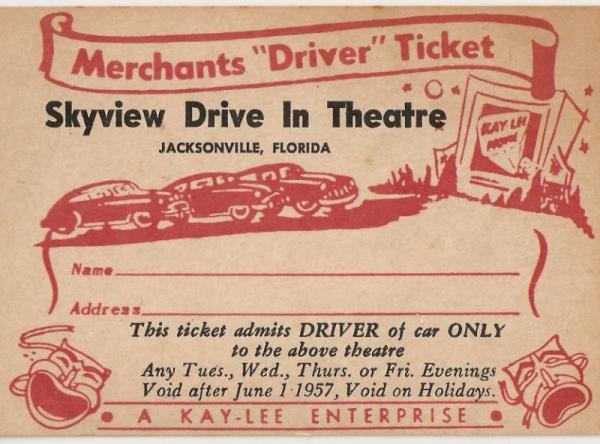 Merchants "Driver" Ticket
Skyview Drive In Theatre
JACKSONVILLE, FLORIDA
KAY-LEE
MOVIE
Name
Address
This ticket admits DRIVER of car ONLY
to the above theatre
Any Tues., Wed., Thurs. or Fri. Evenings
Void after June 1 1957, Void on Holidays.
• A KAY-LEE ENTERPRISE •